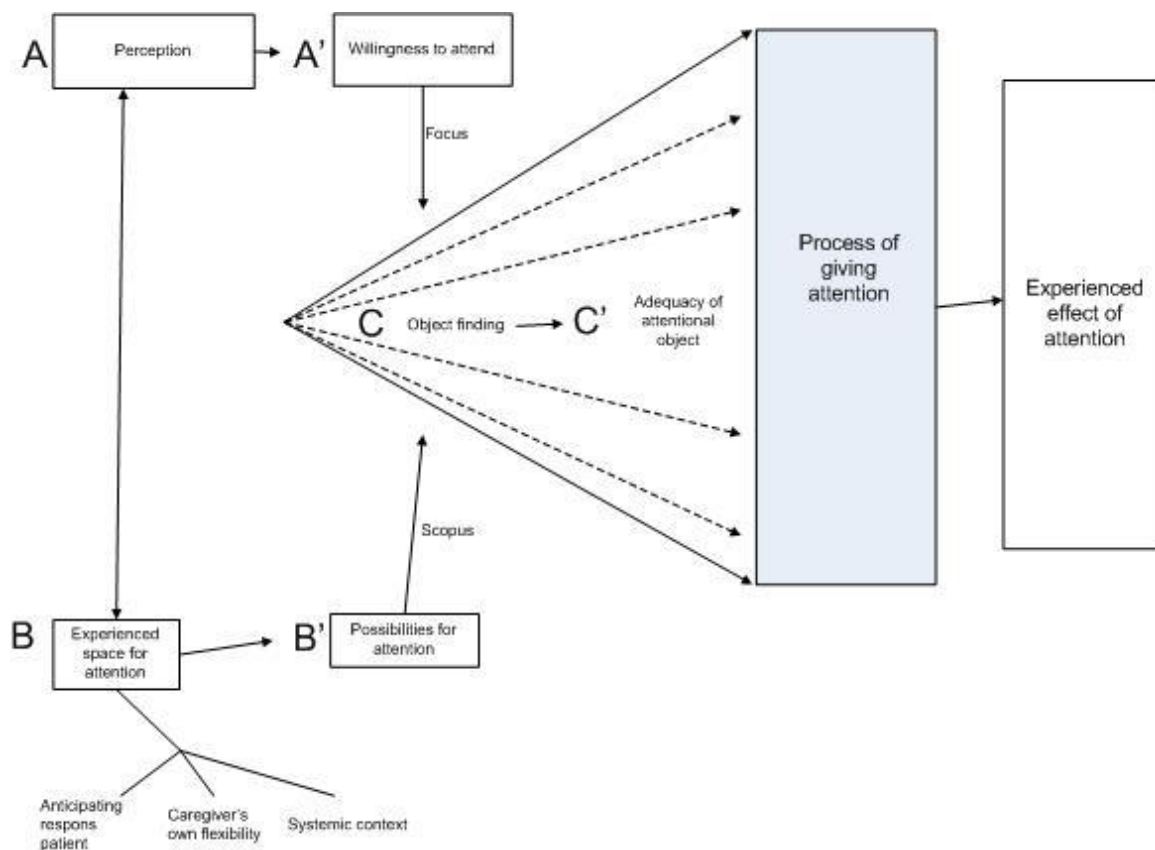 A
Perception
A’
Willingness to attend
Focus
C
Object finding
C’
Adequacy of
attentional
object
Process of
giving
attention
Experienced
effect of
attention
Scopus
B
Experienced
space for
attention
B’
Possibilities for
attention
Anticipating
respons
patient
Caregiver’s
own flexibility
Systemic context